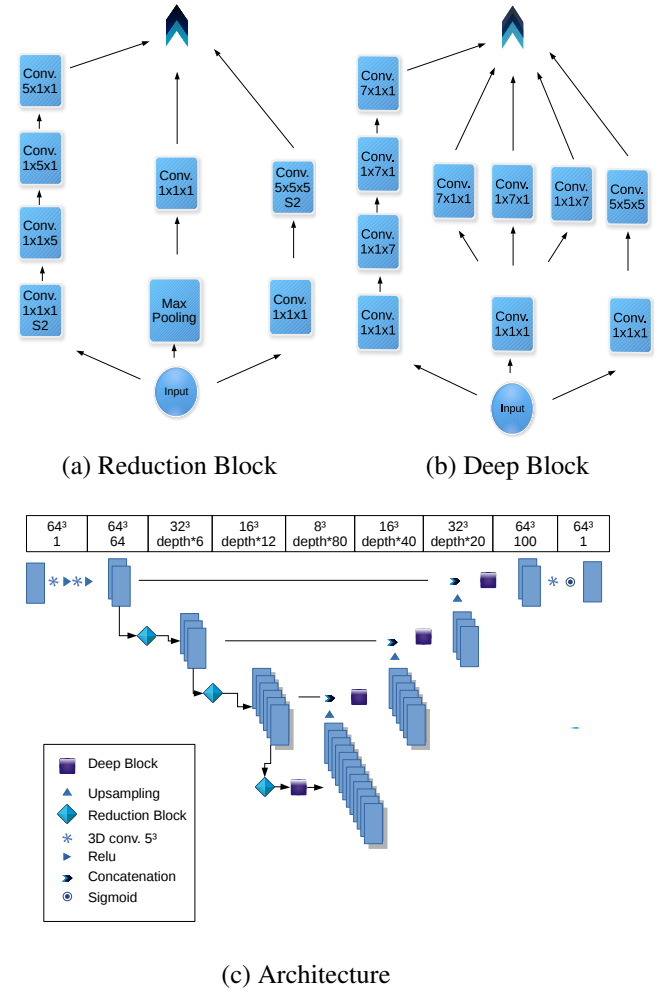 Conv.
5x1x1
Conv.
1x5x1
Conv.
1x1x5
Conv.
1x1x1
S2
Conv.
1x1x1
Max
Pooling
Conv.
5x5x5
S2
Conv.
1x1x1
Input
(a) Reduction Block
Conv.
7x1x1
Conv.
1x7x1
Conv.
1x1x7
Conv.
1x1x1
Conv.
7x1x1
Conv.
1x7x1
Conv.
1x1x7
Conv.
5x5x5
Conv.
1x1x1
Conv.
1x1x1
Input
(b) Deep Block
64³ 64³ 32³ 16³ 8³ 16³ 32³ 64³ 64³
1 64 depth*6 depth*12 depth*80 depth*40 depth*20 100 1
Deep Block
Upsampling
Reduction Block
3D conv. 5³
Relu
Concatenation
Sigmoid
(c) Architecture